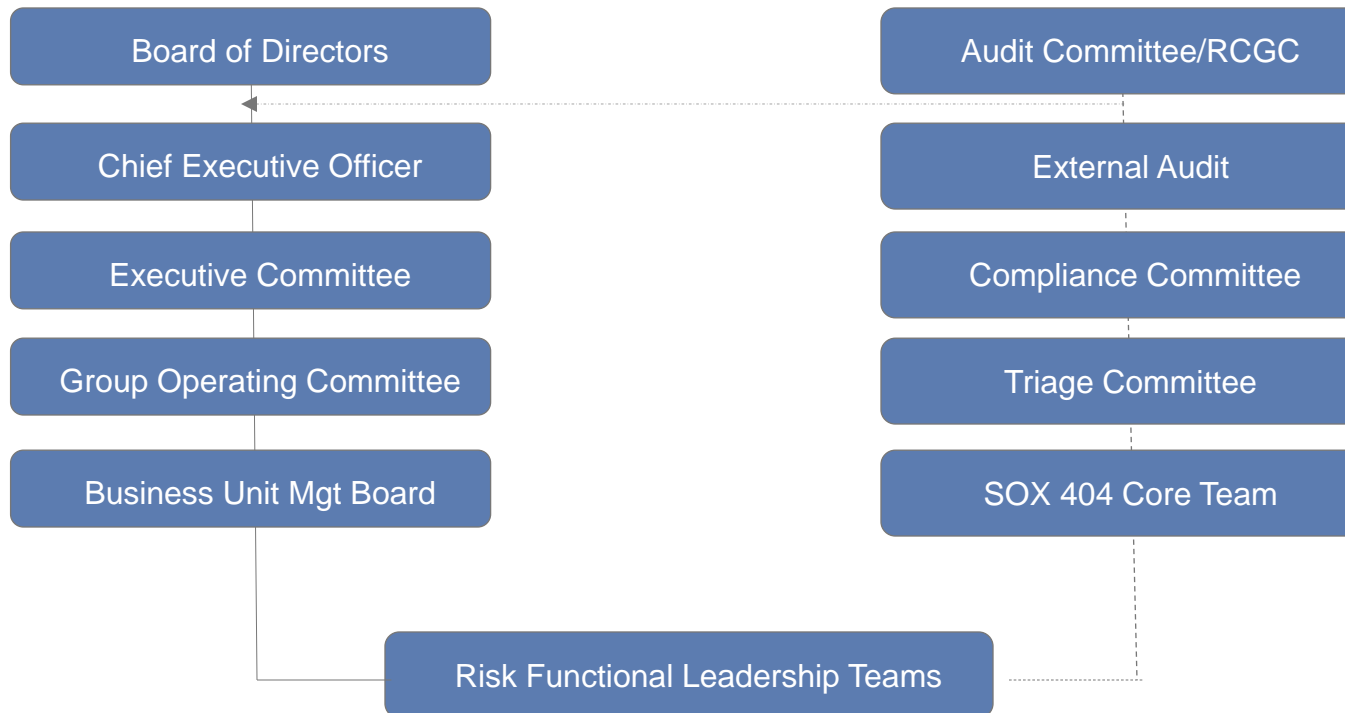 Board of Directors
Audit Committee/RCGC
Chief Executive Officer
External Audit
Executive Committee
Compliance Committee
Group Operating Committee
Triage Committee
Business Unit Mgt Board
SOX 404 Core Team
Risk Functional Leadership Teams